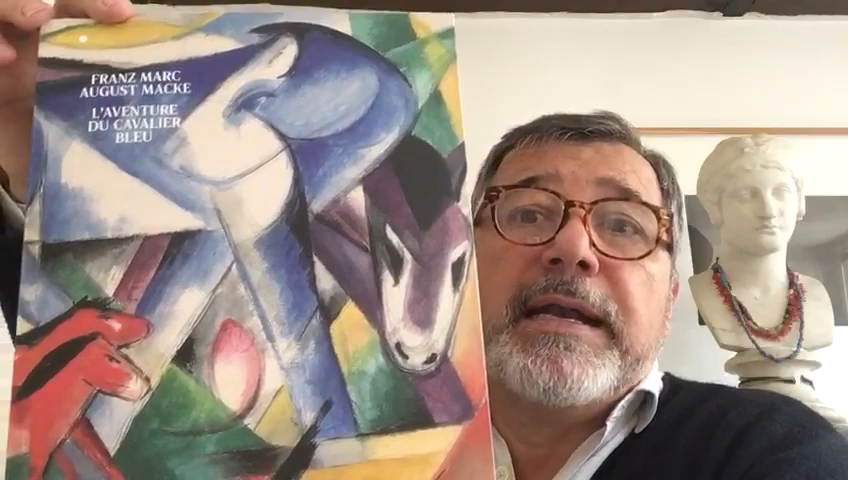 FRANZ MARC
AUGUST MACKE
L'AVENTURE
DU CAVALIER
BLEU